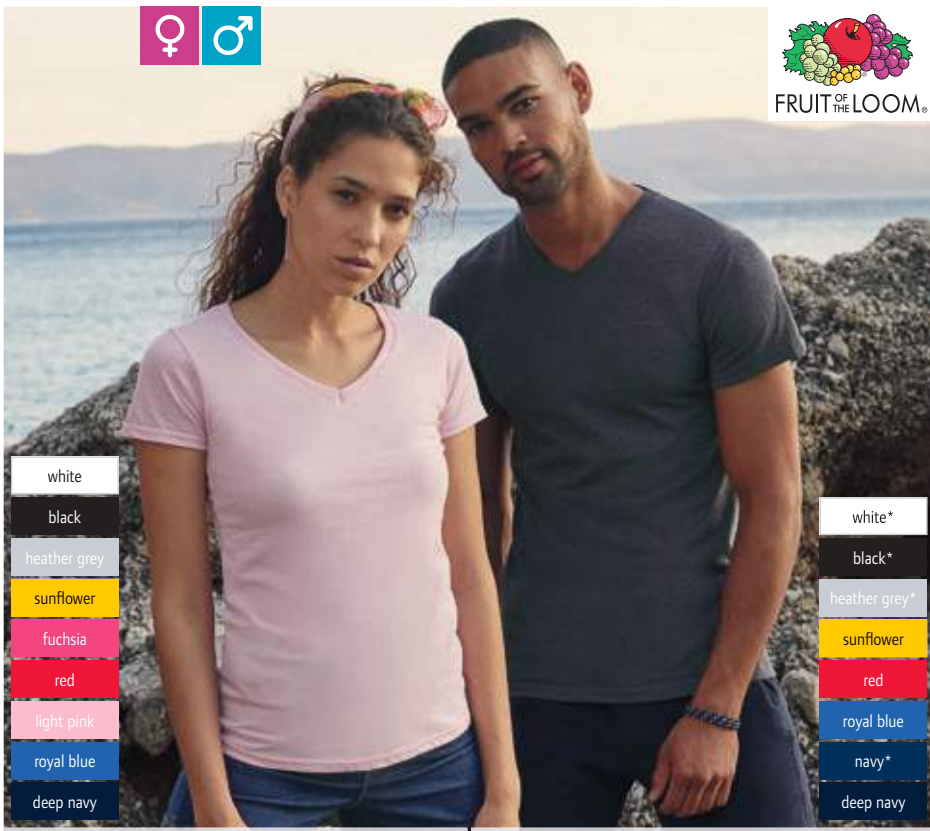 FRUIT OF THE LOOM®
white
black
heather grey
sunflower
fuchsia
red
light pink
royal blue
deep navy
white*
black*
heather grey*
sunflower
red
royal blue
navy*
deep navy